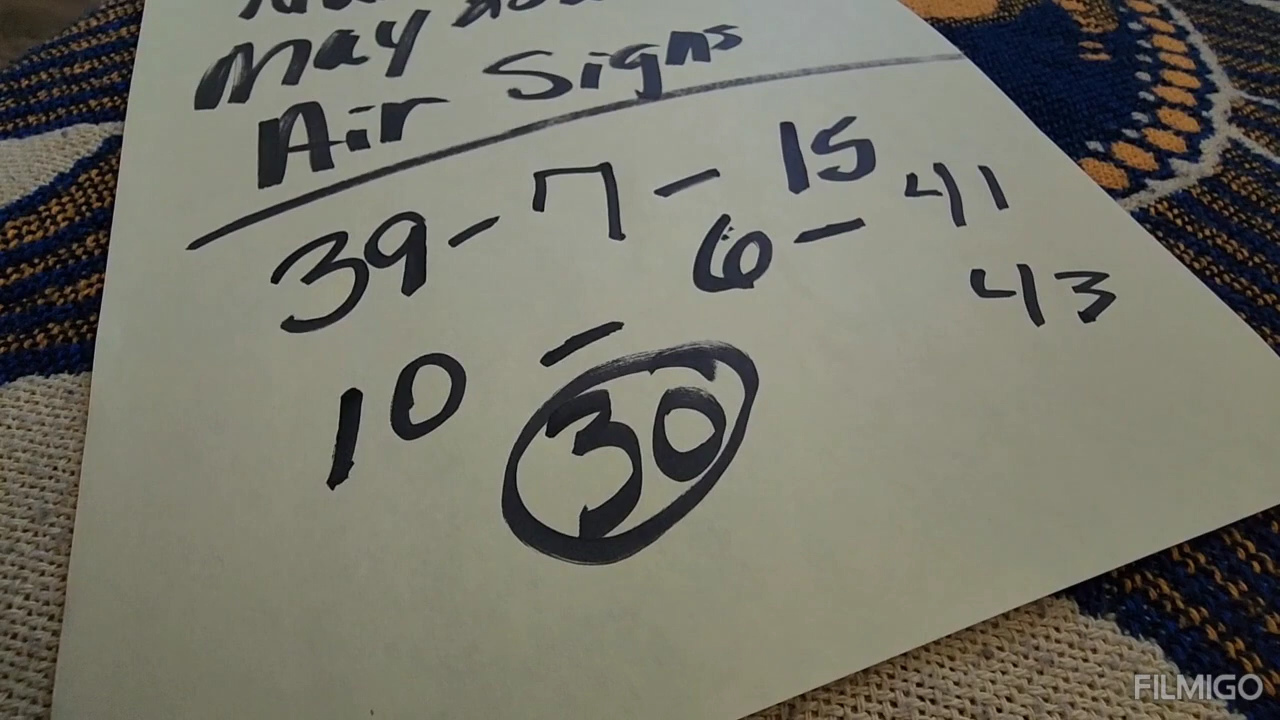 May
Air Signs
39 - 7 - 15
6 - 41
43
10 - 30
FILMIGO